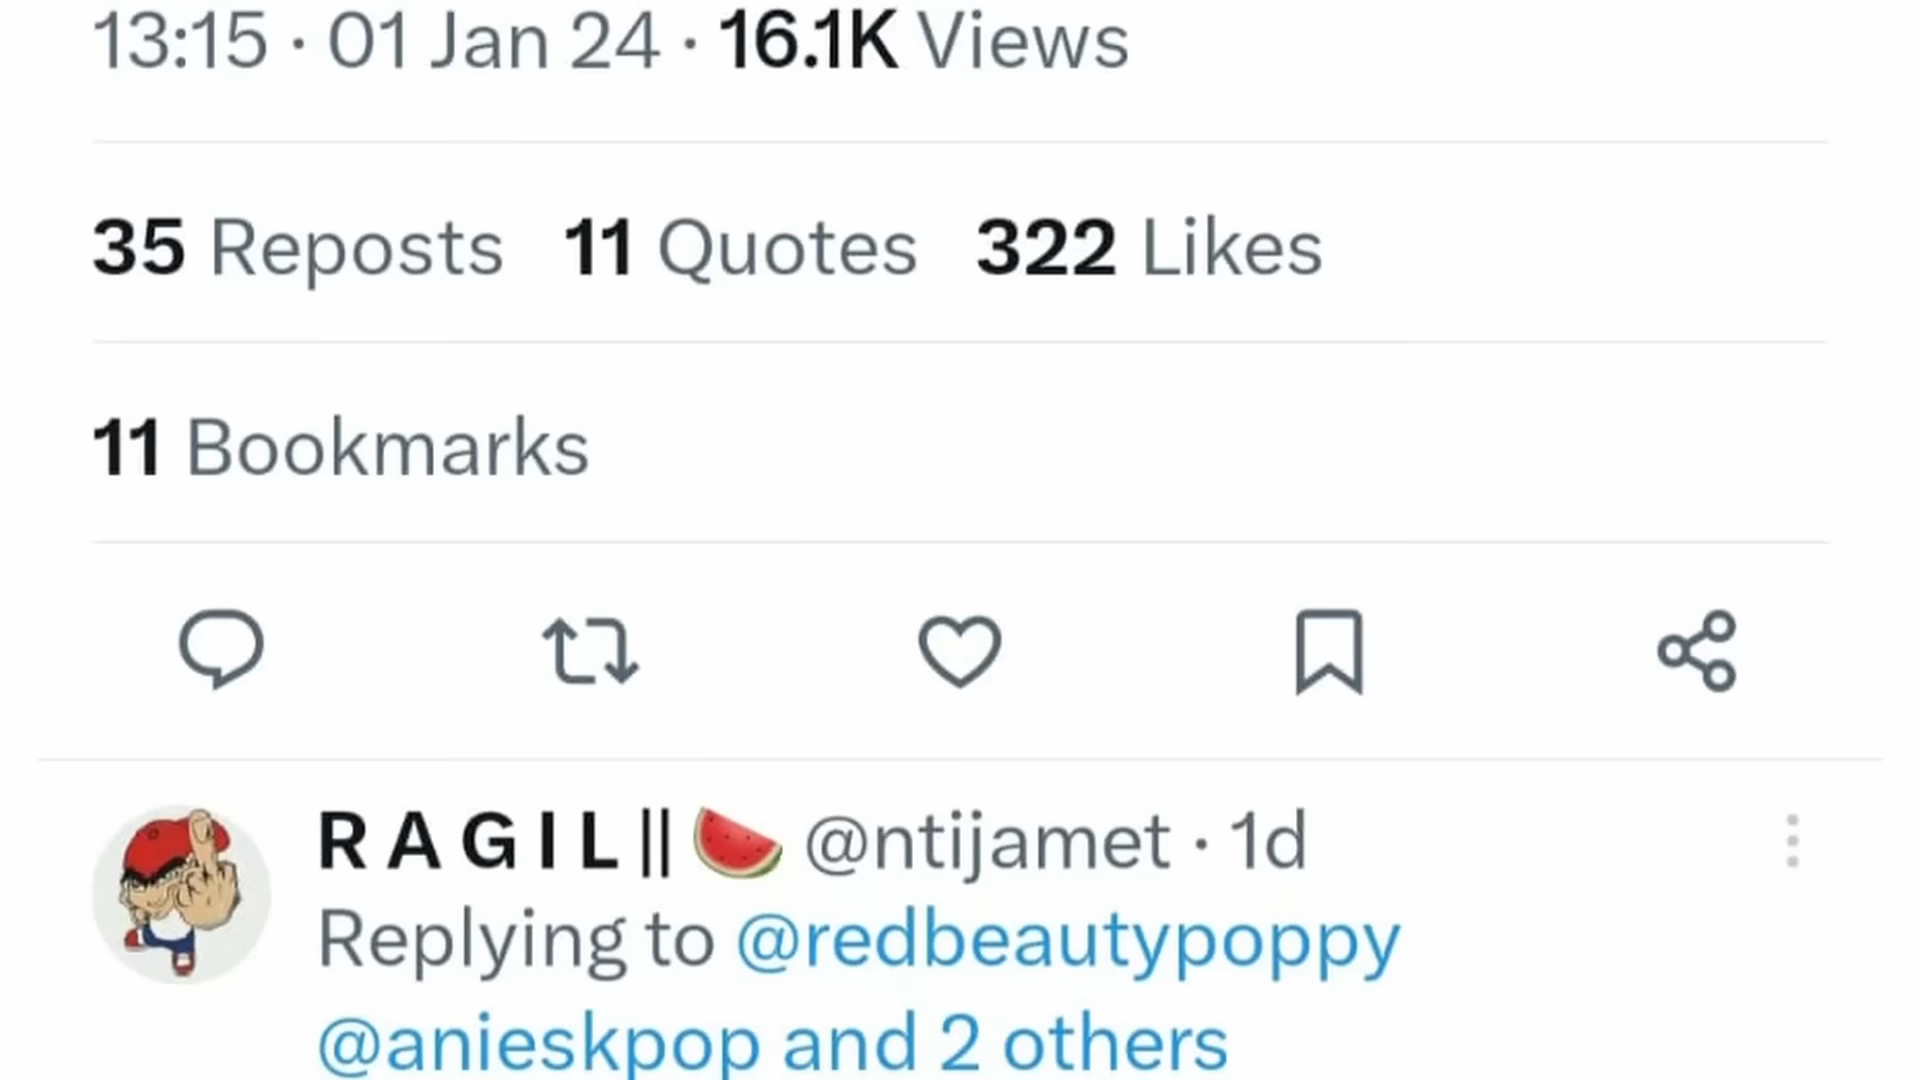 13:15 · 01 Jan 24 · 16.1K Views
35 Reposts 11 Quotes 322 Likes
11 Bookmarks
R A G I L || 🍉 @ntijamet · 1d
Replying to @redbeautypoppy
@anieskpop and 2 others